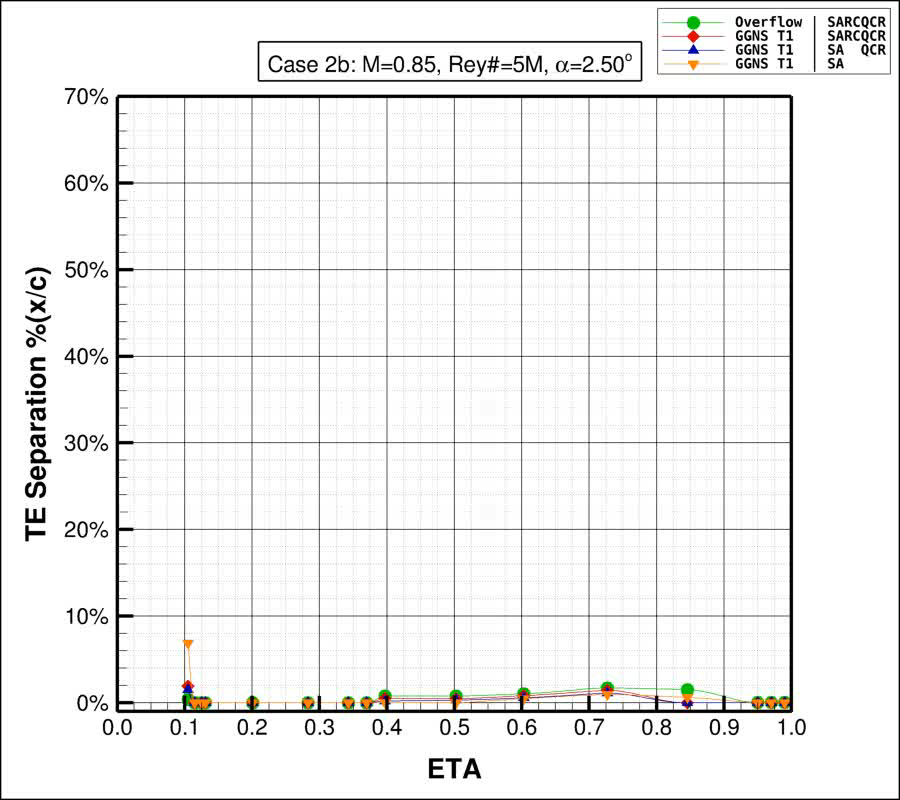 Overflow | SARCQCR
GGNS T1 | SARCQCR
GGNS T1 | SA QCR
GGNS T1 | SA
Case 2b: M=0.85, Rey#=5M, α=2.50°
70%
60%
50%
40%
30%
20%
10%
0%
TE Separation %(x/c)
0.0 0.1 0.2 0.3 0.4 0.5 0.6 0.7 0.8 0.9 1.0
ETA